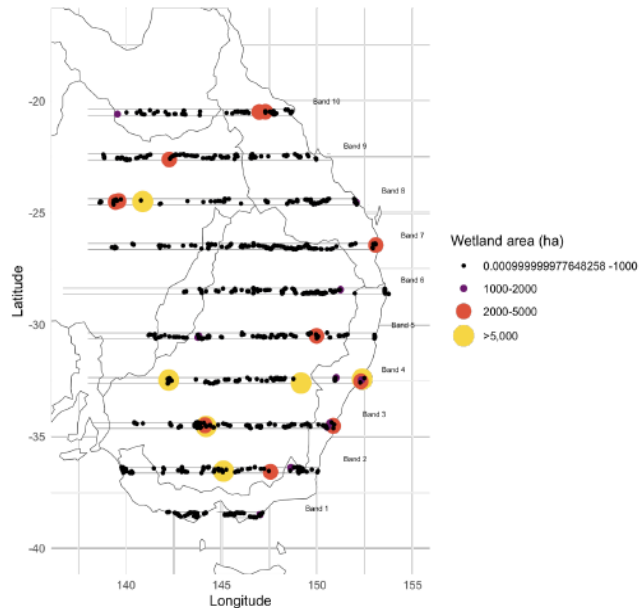 -20
-25
-30
-35
-40
Latitude
140
145
150
155
Longitude
Band 10
Band 9
Band 8
Band 7
Band 6
Band 5
Band 4
Band 3
Band 2
Band 1
Wetland area (ha)
0.000999999977648258 -1000
1000-2000
2000-5000
>5,000